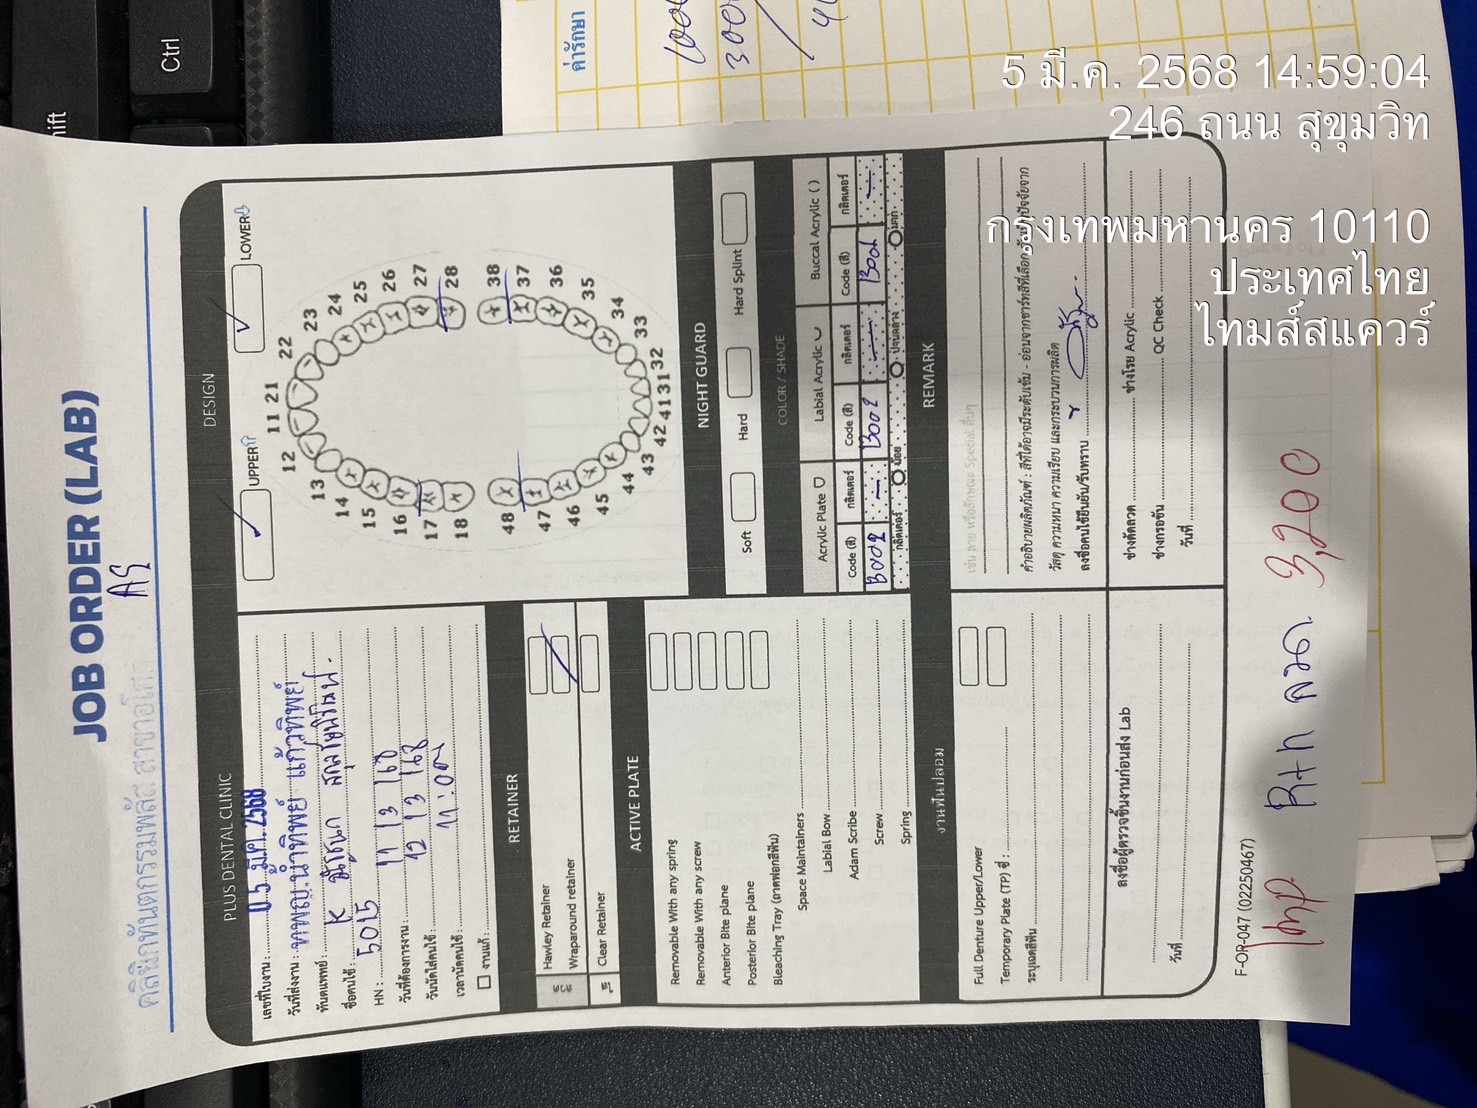 JOB ORDER (LAB)
AS
คลินิกทันตกรรมพลัส สาขาอโศก
PLUS DENTAL CLINIC
เลขที่ใบงาน :
วันที่ส่งงาน : 05 มี.ค. 2568
ทันตแพทย์ : ทพญ.น้ำทิพย์ แก้วทิพย์
ชื่อคนไข้ : K
HN : 5015
วันที่ต้องการงาน : 11 / 3 / 68
วันนัดใส่คนไข้ : 12 / 3 / 68
เวลานัดคนไข้ : 11:00น
งานแก้ :
DESIGN
UPPER
LOWER
12 11 21 22
13 23
14 24
15 25
16 26
17 27
18 28
48 38
47 37
46 36
45 35
44 34
43 33
42 41 31 32
RETAINER
Hawley Retainer
Wraparound retainer
Clear Retainer
ACTIVE PLATE
Removable With any spring
Removable With any screw
Anterior Bite plane
Posterior Bite plane
Bleaching Tray (ถาดฟอกสีฟัน)
Space Maintainers
Labial Bow
Adam Scribe
Screw
Spring
NIGHT GUARD
Soft
Hard
Hard Splint
COLOR / SHADE
Acrylic Plate
Labial Acrylic
Buccal Acrylic ( )
Code (สี) กลิตเตอร์ Code (สี) กลิตเตอร์ Code (สี) กลิตเตอร์
B002 — B002 — B002 —
กลิตเตอร์ น้อย ปานกลาง มาก
งานฟันปลอม
Full Denture Upper/Lower
Temporary Plate (TP) ซี่ :
ระบุเฉดสีฟัน
REMARK
เช่น ลาย หรือลักษณะ Special อื่นๆ
คำอธิบายผลิตภัณฑ์ : สีที่ได้อาจมีระดับเข้ม - อ่อนจากชาร์ทสีที่เลือก
วัสดุ ความหนา ความเรียบ และกระบวนการผลิต
ลงชื่อคนไข้ยืนยัน/รับทราบ
ลงชื่อผู้ตรวจชิ้นงานก่อนส่ง Lab
วันที่
ช่างดัดลวด ช่างโรย Acrylic
ช่างกรอขัด QC Check
วันที่
F-OR-047 (02250467)
Imp Rtn ลวด. 3,200
ค่ารักษา
Ctrl
5 มี.ค. 2568 14:59:04
246 ถนน สุขุมวิท
กรุงเทพมหานคร 10110
ประเทศไทย
ไทมส์สแควร์